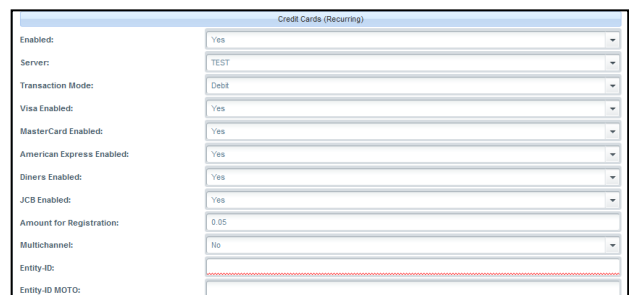 Credit Cards (Recurring)
Enabled: Yes
Server: TEST
Transaction Mode: Debit
Visa Enabled: Yes
MasterCard Enabled: Yes
American Express Enabled: Yes
Diners Enabled: Yes
JCB Enabled: Yes
Amount for Registration: 0.05
Multichannel: No
Entity-ID:
Entity-ID MOTO: